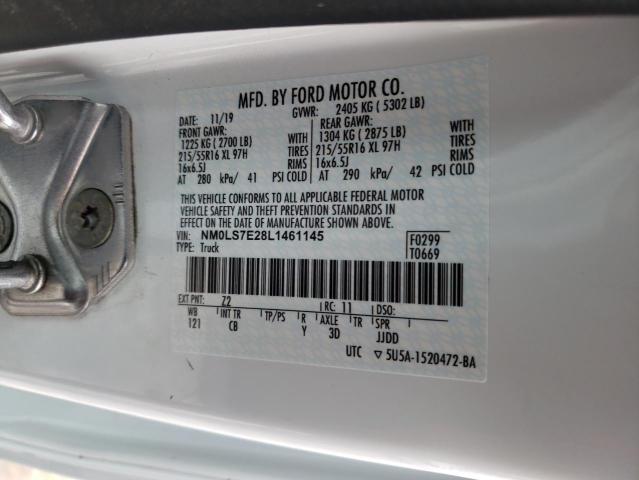 MFD. BY FORD MOTOR CO.
DATE: 11/19 GVWR: 2405 KG ( 5302 LB)
FRONT GAWR: REAR GAWR:
1225 KG ( 2700 LB) 1304 KG ( 2875 LB)
215/55R16 XL 97H TIRES 215/55R16 XL 97H TIRES
16x6.5J RIMS 16x6.5J RIMS
AT 280 kPa/ 41 PSI COLD AT 290 kPa/ 42 PSI COLD
THIS VEHICLE CONFORMS TO ALL APPLICABLE FEDERAL MOTOR
VEHICLE SAFETY AND THEFT PREVENTION STANDARDS IN
EFFECT ON THE DATE OF MANUFACTURE SHOWN ABOVE.
VIN: NM0LS7E28L1461145
TYPE: Truck
F0299
T0669
EXT PNT: Z2 RC: 11 DSO:
WB INT TR TP/PS R AXLE TR SPR
121 CB Y 3D JJDD
UTC ▽ 5U5A-1520472-BA